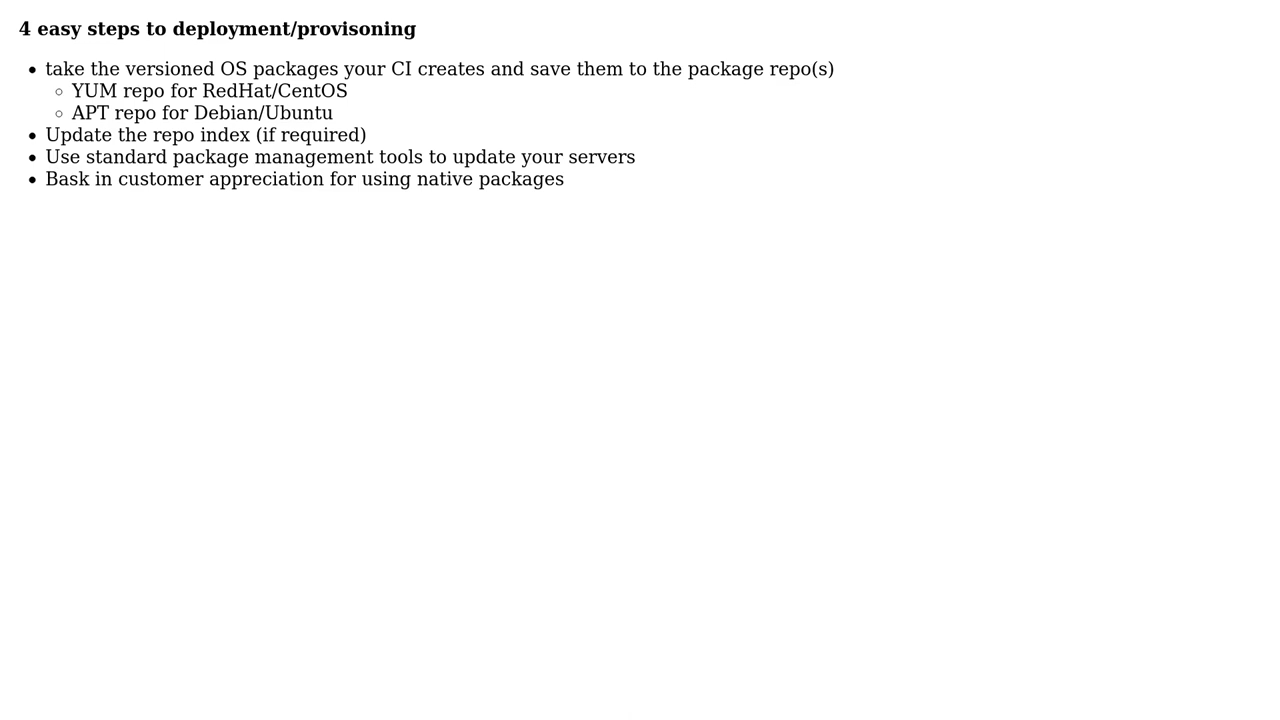 4 easy steps to deployment/provisoning
take the versioned OS packages your CI creates and save them to the package repo(s)
YUM repo for RedHat/CentOS
APT repo for Debian/Ubuntu
Update the repo index (if required)
Use standard package management tools to update your servers
Bask in customer appreciation for using native packages